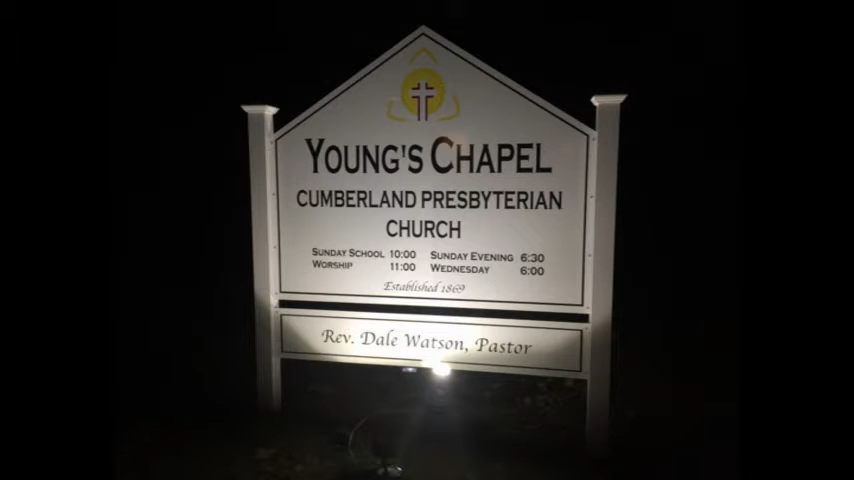 YOUNG'S CHAPEL
CUMBERLAND PRESBYTERIAN
CHURCH
SUNDAY SCHOOL 10:00 SUNDAY EVENING 6:30
WORSHIP 11:00 WEDNESDAY 6:00
Established 1869
Rev. Dale Watson, Pastor